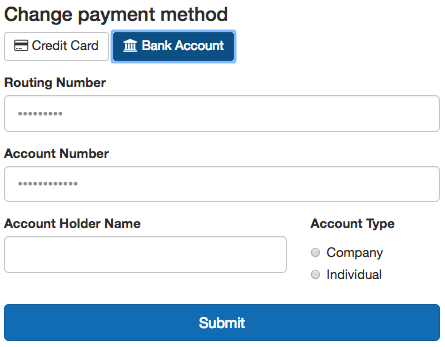 Change payment method
Credit Card Bank Account
Routing Number
•••••••••
Account Number
••••••••••••
Account Holder Name Account Type
Company
Individual
Submit